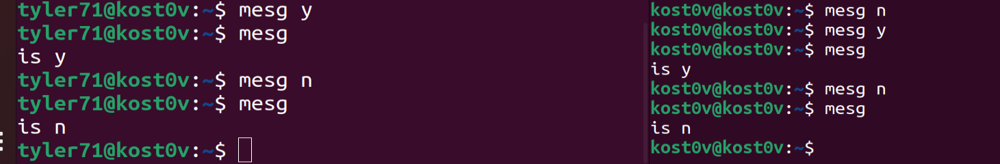 tyler71@kost0v:~$ mesg y
tyler71@kost0v:~$ mesg
is y
tyler71@kost0v:~$ mesg n
tyler71@kost0v:~$ mesg
is n
tyler71@kost0v:~$
kost0v@kost0v:~$ mesg n
kost0v@kost0v:~$ mesg y
kost0v@kost0v:~$ mesg
is y
kost0v@kost0v:~$ mesg n
kost0v@kost0v:~$ mesg
is n
kost0v@kost0v:~$